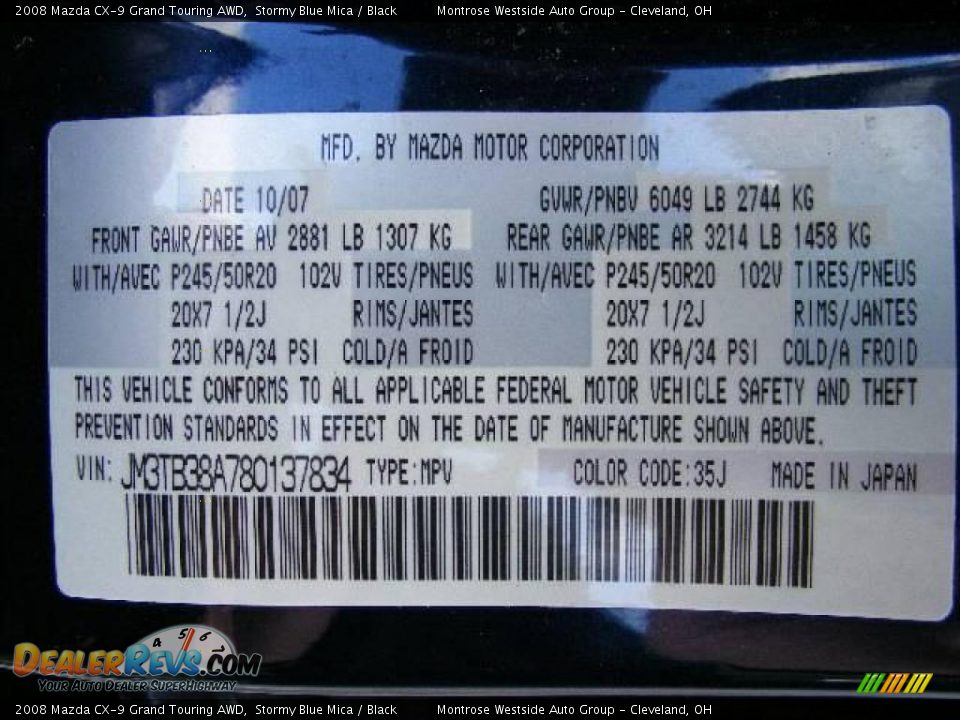 2008 Mazda CX-9 Grand Touring AWD, Stormy Blue Mica / Black Montrose Westside Auto Group - Cleveland, OH
MFD. BY MAZDA MOTOR CORPORATION
DATE 10/07 GVWR/PNBV 6049 LB 2744 KG
FRONT GAWR/PNBE AV 2881 LB 1307 KG REAR GAWR/PNBE AR 3214 LB 1458 KG
WITH/AVEC P245/50R20 102V TIRES/PNEUS WITH/AVEC P245/50R20 102V TIRES/PNEUS
20X7 1/2J RIMS/JANTES 20X7 1/2J RIMS/JANTES
230 KPA/34 PSI COLD/A FROID 230 KPA/34 PSI COLD/A FROID
THIS VEHICLE CONFORMS TO ALL APPLICABLE FEDERAL MOTOR VEHICLE SAFETY AND THEFT
PREVENTION STANDARDS IN EFFECT ON THE DATE OF MANUFACTURE SHOWN ABOVE.
VIN: JM3TB38A780137834 TYPE:MPV COLOR CODE:35J MADE IN JAPAN
4 5 6
DealerRevs.com
Your Auto Dealer SuperHighway
2008 Mazda CX-9 Grand Touring AWD, Stormy Blue Mica / Black Montrose Westside Auto Group - Cleveland, OH